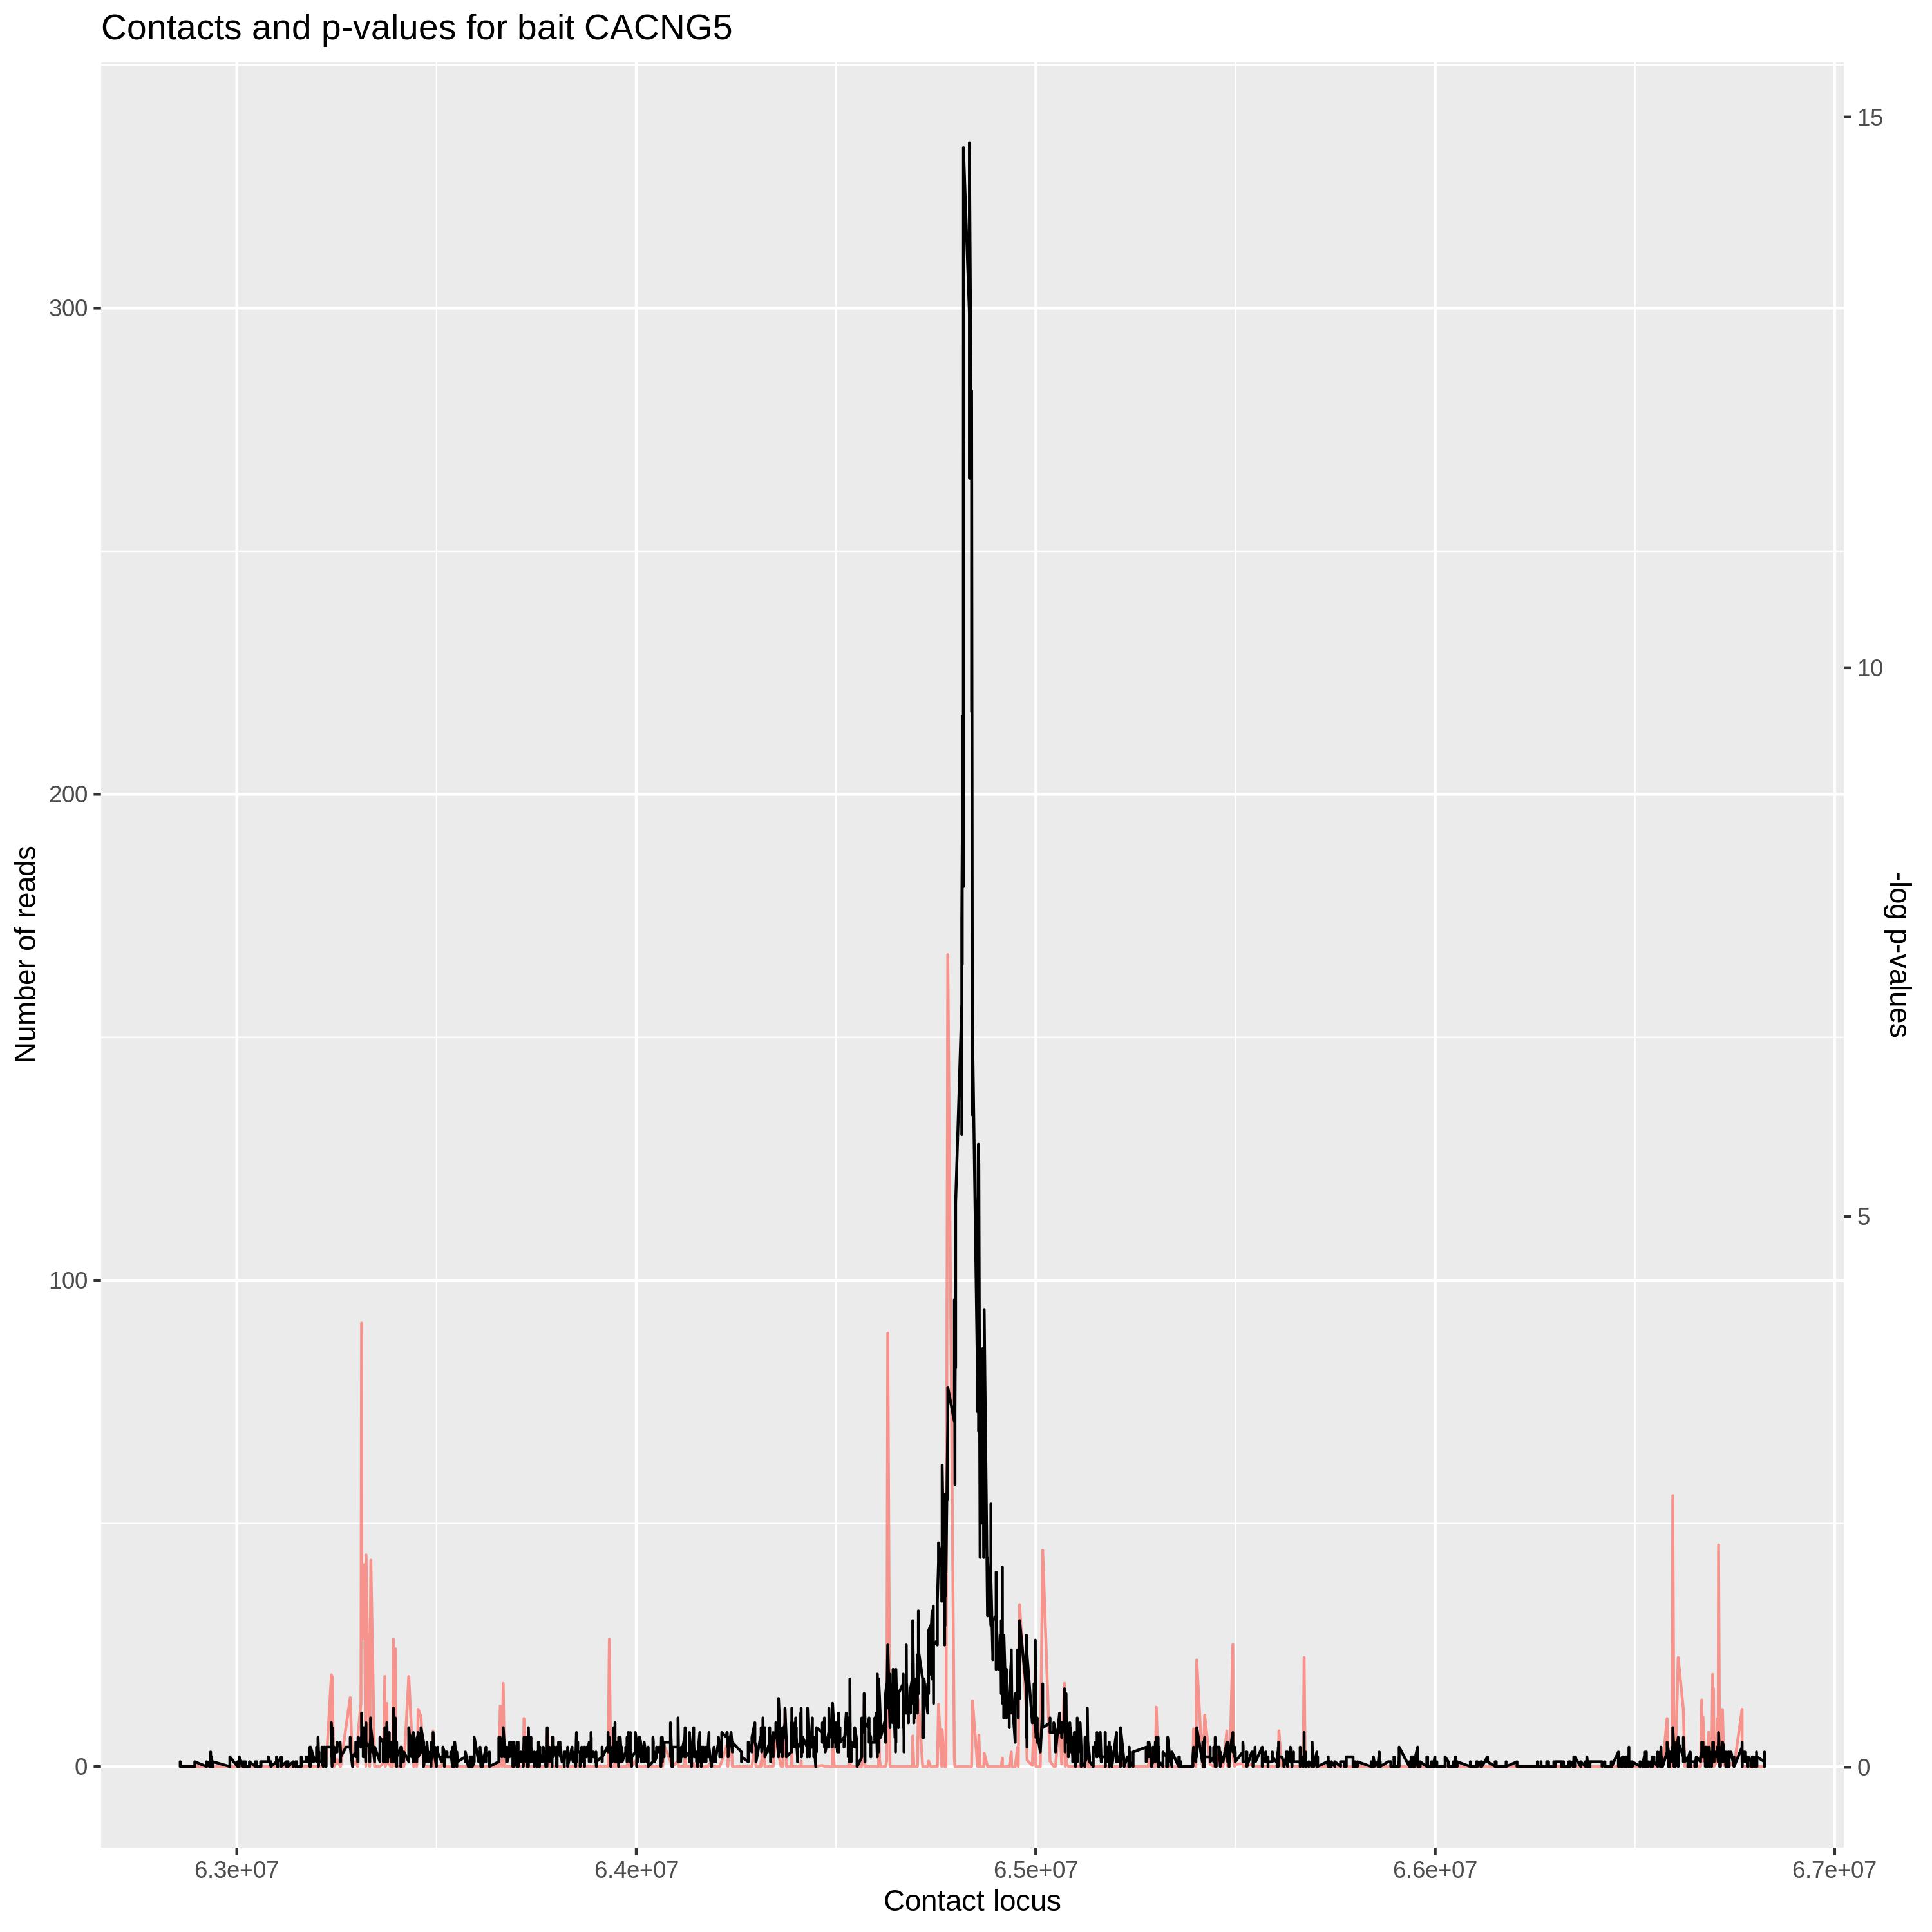 Contacts and p-values for bait CACNG5
300
200
100
0
Number of reads
15
10
5
0
-log p-values
6.3e+07 6.4e+07 6.5e+07 6.6e+07 6.7e+07
Contact locus